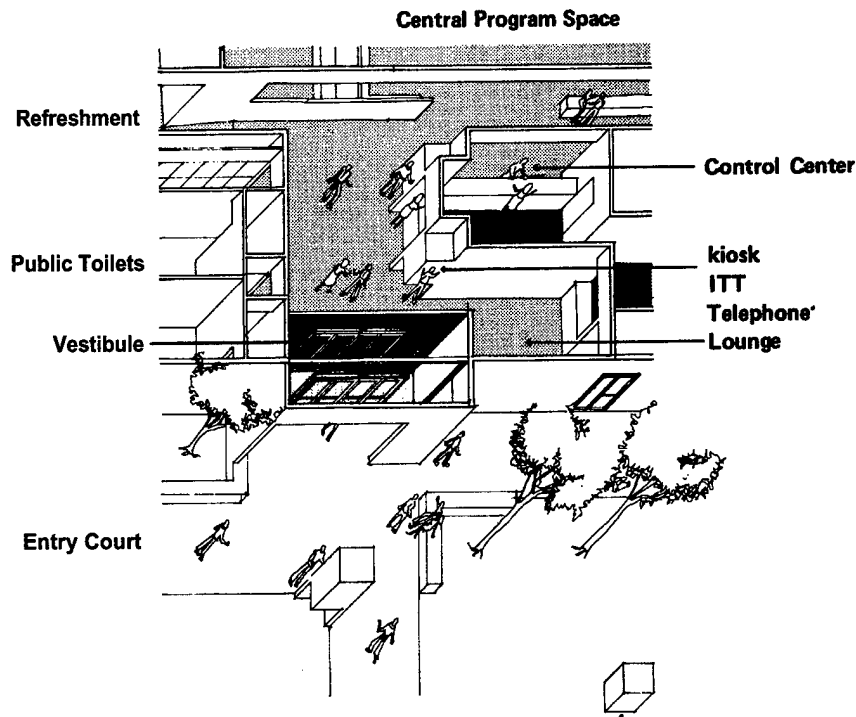 Central Program Space
Refreshment
Control Center
Public Toilets
kiosk
ITT
Telephone'
Vestibule
Lounge
Entry Court